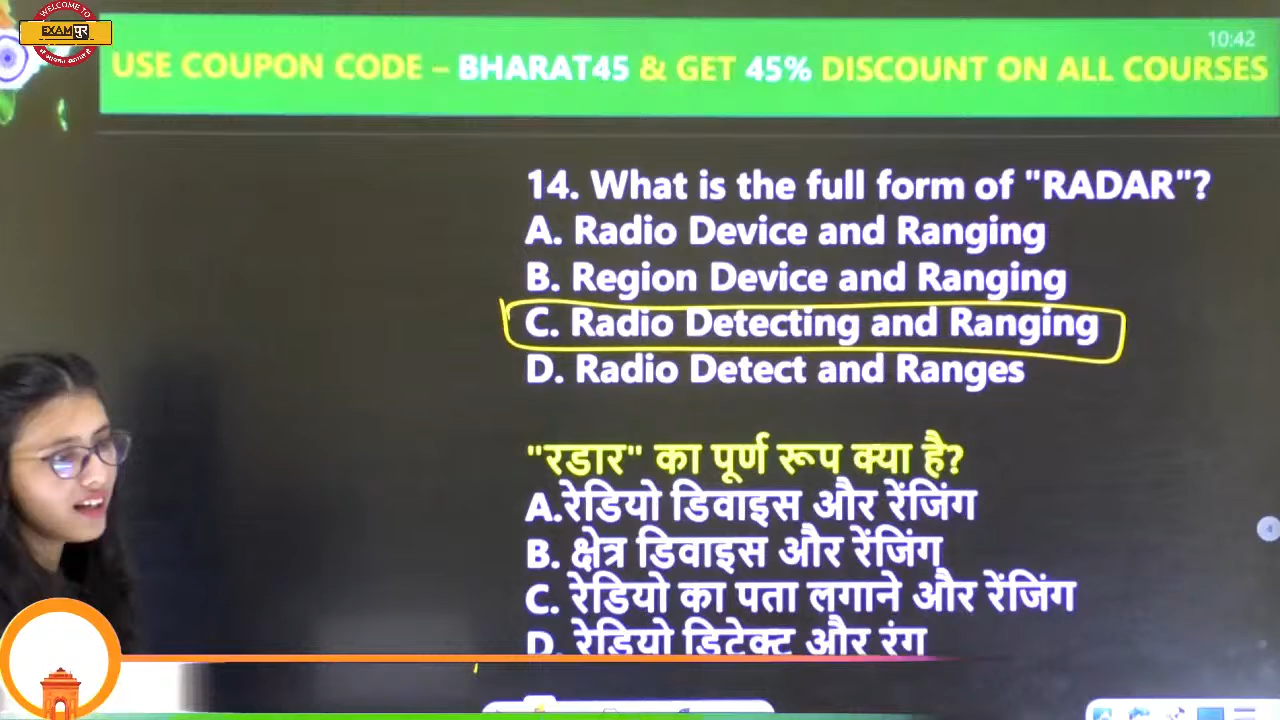 WELCOME TO
EXAMपुर
10:42
USE COUPON CODE – BHARAT45 & GET 45% DISCOUNT ON ALL COURSES
14. What is the full form of "RADAR"?
A. Radio Device and Ranging
B. Region Device and Ranging
C. Radio Detecting and Ranging
D. Radio Detect and Ranges
"रडार" का पूर्ण रूप क्या है?
A.रेडियो डिवाइस और रेंजिंग
B. क्षेत्र डिवाइस और रेंजिंग
C. रेडियो का पता लगाने और रेंजिंग
D. रेडियो डिटेक्ट और रंग